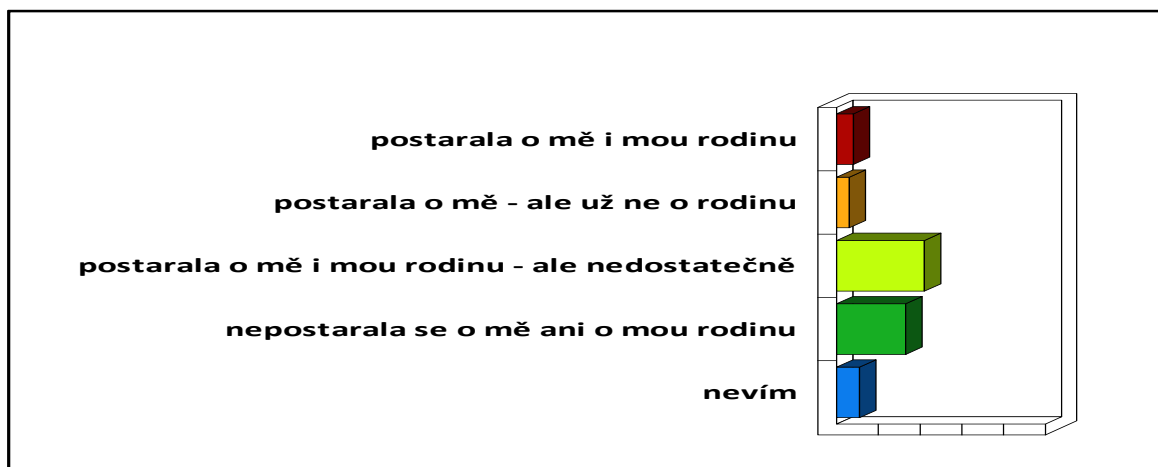 postarala o mě i mou rodinu
postarala o mě - ale už ne o rodinu
postarala o mě i mou rodinu - ale nedostatečně
nepostarala se o mě ani o mou rodinu
nevím